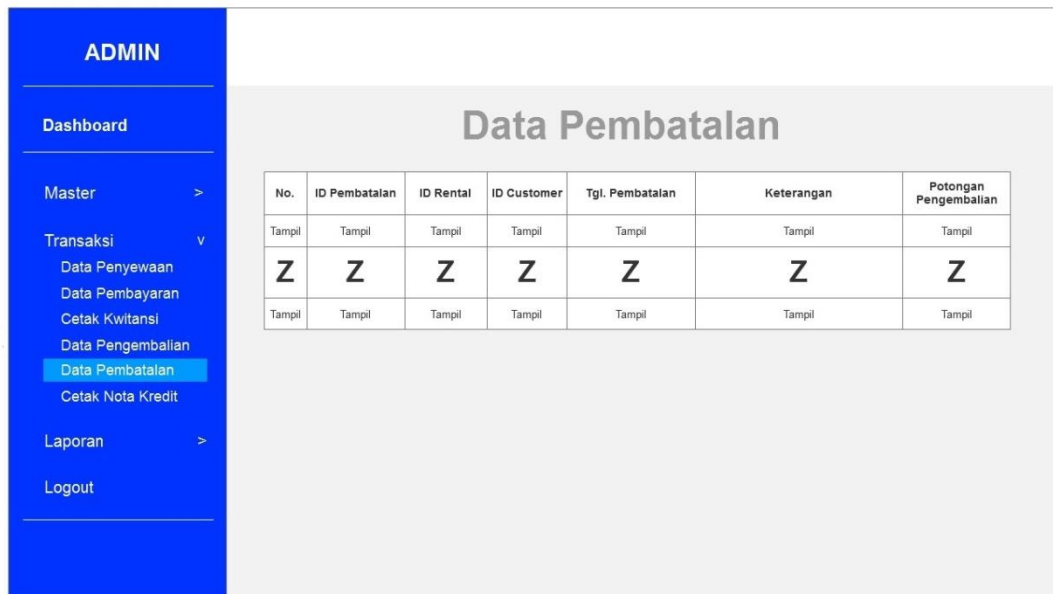 ADMIN
Dashboard
Master >
Transaksi v
Data Penyewaan
Data Pembayaran
Cetak Kwitansi
Data Pengembalian
Data Pembatalan
Cetak Nota Kredit
Laporan >
Logout
Data Pembatalan
No. ID Pembatalan ID Rental ID Customer Tgl. Pembatalan Keterangan Potongan Pengembalian
Tampil Tampil Tampil Tampil Tampil Tampil Tampil
Z Z Z Z Z Z Z
Tampil Tampil Tampil Tampil Tampil Tampil Tampil